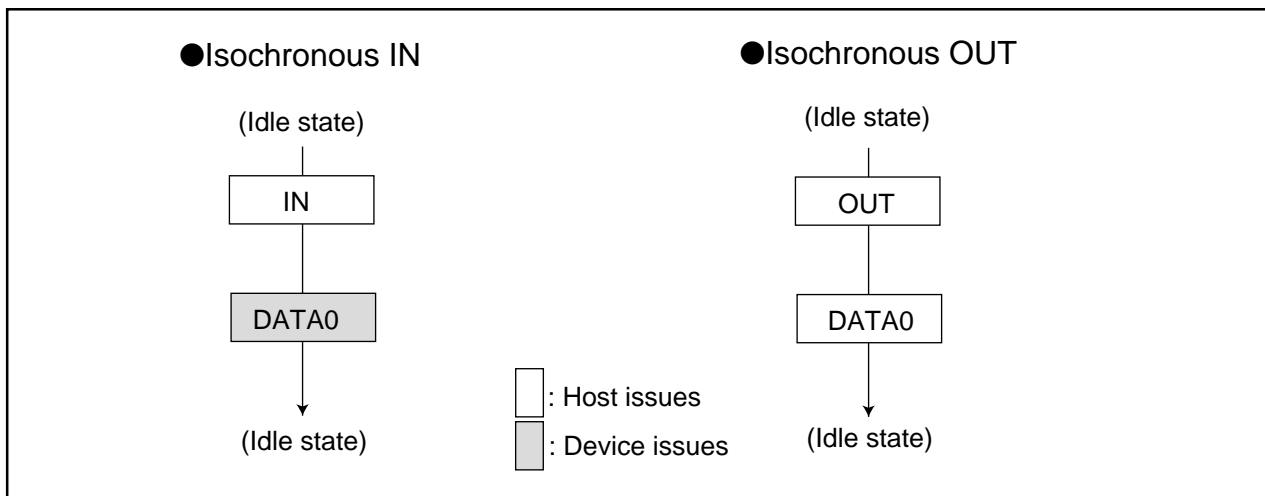 ●Isochronous IN
(Idle state)
IN
DATA0
(Idle state)
●Isochronous OUT
(Idle state)
OUT
DATA0
(Idle state)
: Host issues
: Device issues